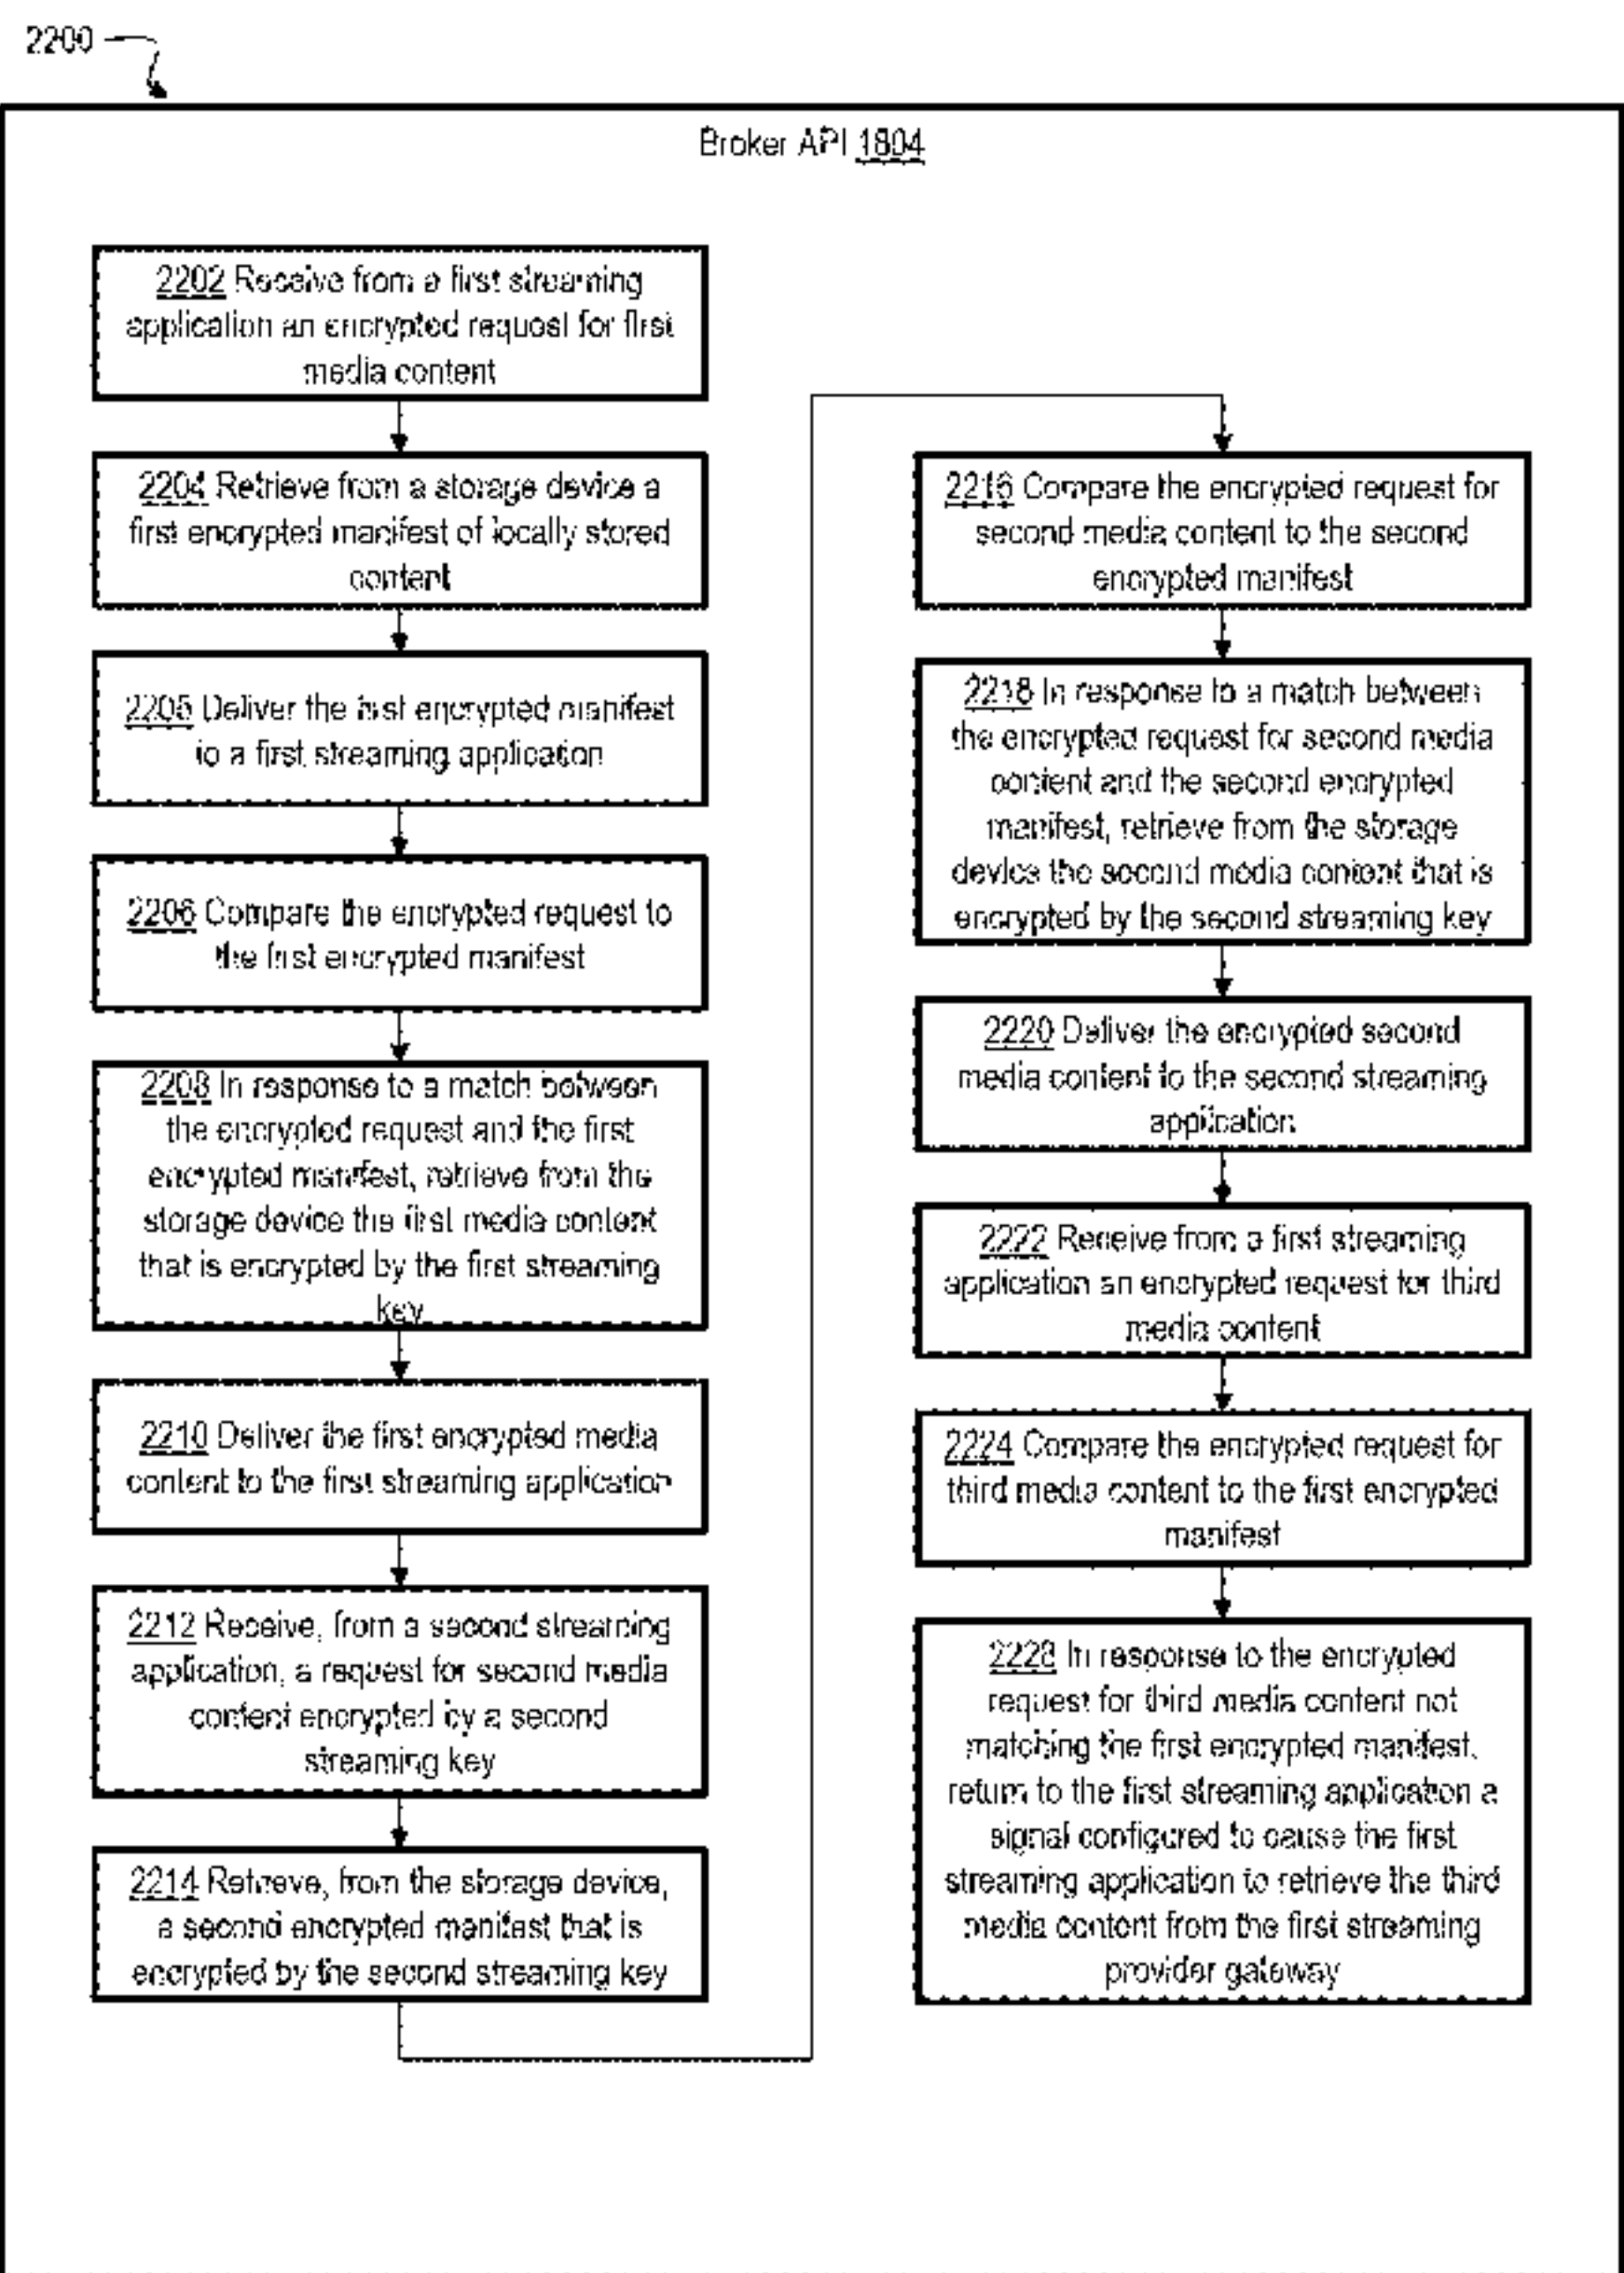 2200
Broker API 1804
2202 Receive from a first streaming
application an encrypted request for first
media content
2204 Retrieve from a storage device a
first encrypted manifest of locally stored
content
2205 Deliver the first encrypted manifest
to a first streaming application
2206 Compare the encrypted request to
the first encrypted manifest
2208 In response to a match between
the encrypted request and the first
encrypted manifest, retrieve from the
storage device the first media content
that is encrypted by the first streaming
key
2210 Deliver the first encrypted media
content to the first streaming application
2212 Receive, from a second streaming
application, a request for second media
content encrypted by a second
streaming key
2214 Retrieve, from the storage device,
a second encrypted manifest that is
encrypted by the second streaming key
2216 Compare the encrypted request for
second media content to the second
encrypted manifest
2218 In response to a match between
the encrypted request for second media
content and the second encrypted
manifest, retrieve from the storage
device the second media content that is
encrypted by the second streaming key
2220 Deliver the encrypted second
media content to the second streaming
application
2222 Receive from a first streaming
application an encrypted request for third
media content
2224 Compare the encrypted request for
third media content to the first encrypted
manifest
2228 In response to the encrypted
request for third media content not
matching the first encrypted manifest,
return to the first streaming application a
signal configured to cause the first
streaming application to retrieve the third
media content from the first streaming
provider gateway